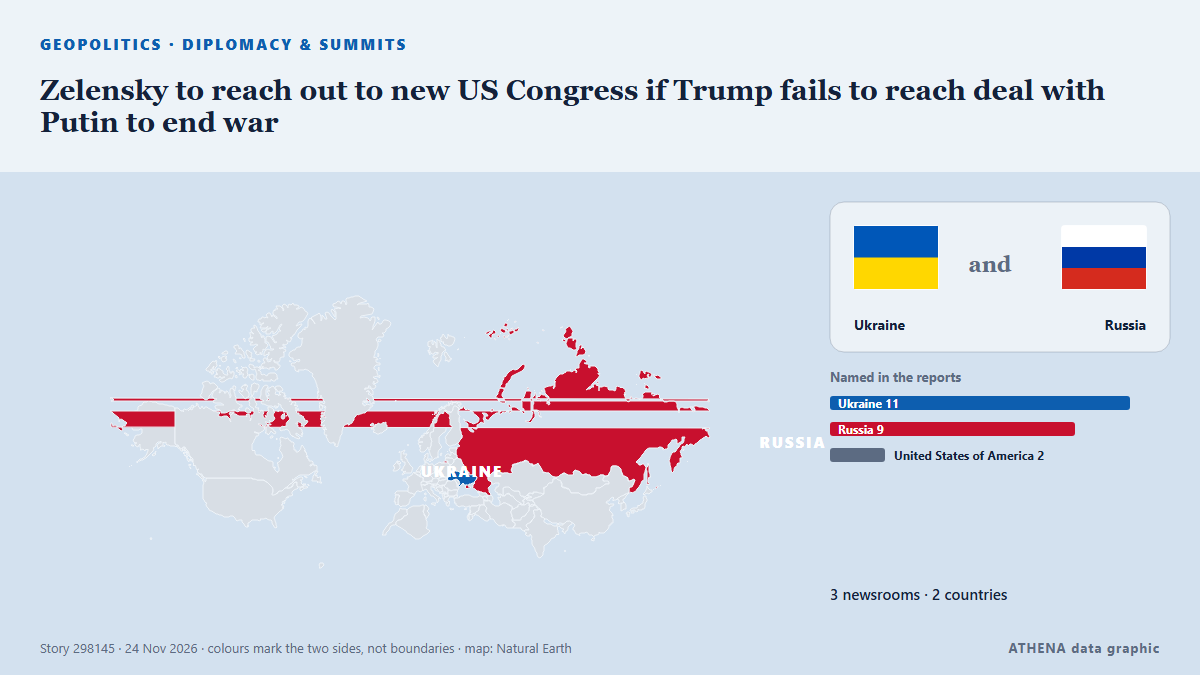 GEOPOLITICS · DIPLOMACY & SUMMITS
Zelensky to reach out to new US Congress if Trump fails to reach deal with
Putin to end war
and
Ukraine
Russia
Named in the reports
Ukraine 11
Russia 9
United States of America 2
RUSSIA
UKRAINE
3 newsrooms · 2 countries
Story 298145 · 24 Nov 2026 · colours mark the two sides, not boundaries · map: Natural Earth
ATHENA data graphic